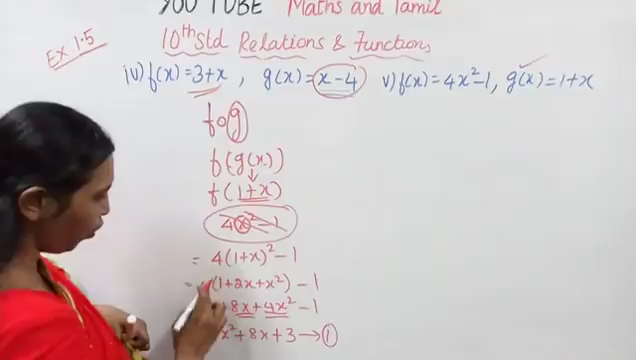 YOU TUBE Maths and Tamil
Ex 1.5
10th Std Relations & Functions
iv) f(x) = 3+x , g(x) = x-4 v) f(x) = 4x²-1, g(x) = 1+x
fog
f(g(x))
f(1+x)
4x²-1
= 4(1+x)²-1
= (1+2x+x²)-1
+8x+4x²-1
x²+8x+3 → ①